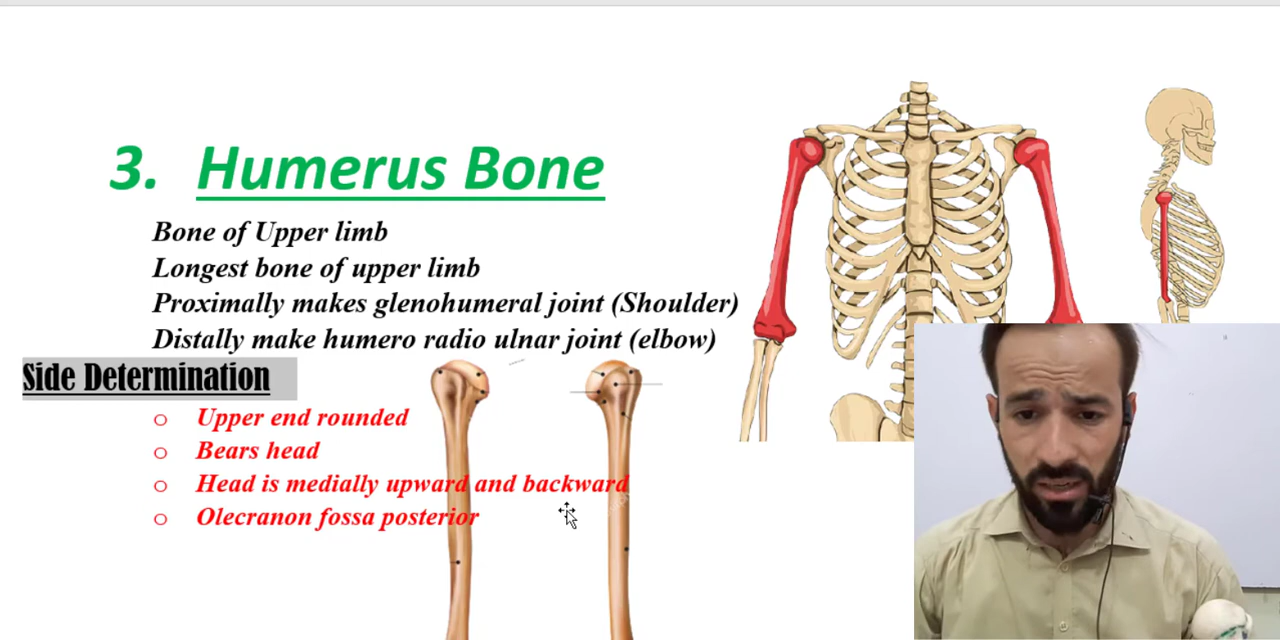 3. Humerus Bone
Bone of Upper limb
Longest bone of upper limb
Proximally makes glenohumeral joint (Shoulder)
Distally make humero radio ulnar joint (elbow)
Side Determination
o Upper end rounded
o Bears head
o Head is medially upward and backward
o Olecranon fossa posterior